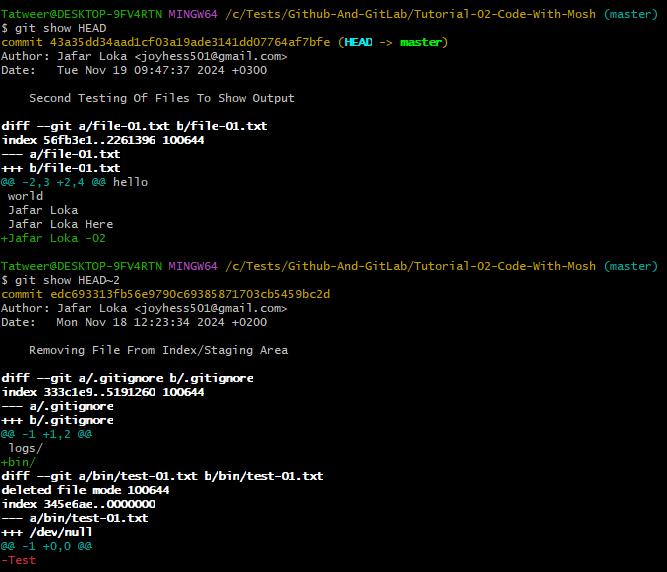 Tatweer@DESKTOP-9FV4RTN MINGW64 /c/Tests/Github-And-GitLab/Tutorial-02-Code-With-Mosh (master)
$ git show HEAD
commit 43a35dd34aad1cf03a19ade3141dd07764af7bfe (HEAD -> master)
Author: Jafar Loka <joyhess501@gmail.com>
Date:   Tue Nov 19 09:47:37 2024 +0300

    Second Testing Of Files To Show Output

diff --git a/file-01.txt b/file-01.txt
index 56fb3e1..2261396 100644
--- a/file-01.txt
+++ b/file-01.txt
@@ -2,3 +2,4 @@ hello
 world
 Jafar Loka
 Jafar Loka Here
+Jafar Loka -02

Tatweer@DESKTOP-9FV4RTN MINGW64 /c/Tests/Github-And-GitLab/Tutorial-02-Code-With-Mosh (master)
$ git show HEAD~2
commit edc693313fb56e9790c69385871703cb5459bc2d
Author: Jafar Loka <joyhess501@gmail.com>
Date:   Mon Nov 18 12:23:34 2024 +0200

    Removing File From Index/Staging Area

diff --git a/.gitignore b/.gitignore
index 333c1e9..5191260 100644
--- a/.gitignore
+++ b/.gitignore
@@ -1 +1,2 @@
 logs/
+bin/
diff --git a/bin/test-01.txt b/bin/test-01.txt
deleted file mode 100644
index 345e6ae..0000000
--- a/bin/test-01.txt
+++ /dev/null
@@ -1 +0,0 @@
-Test